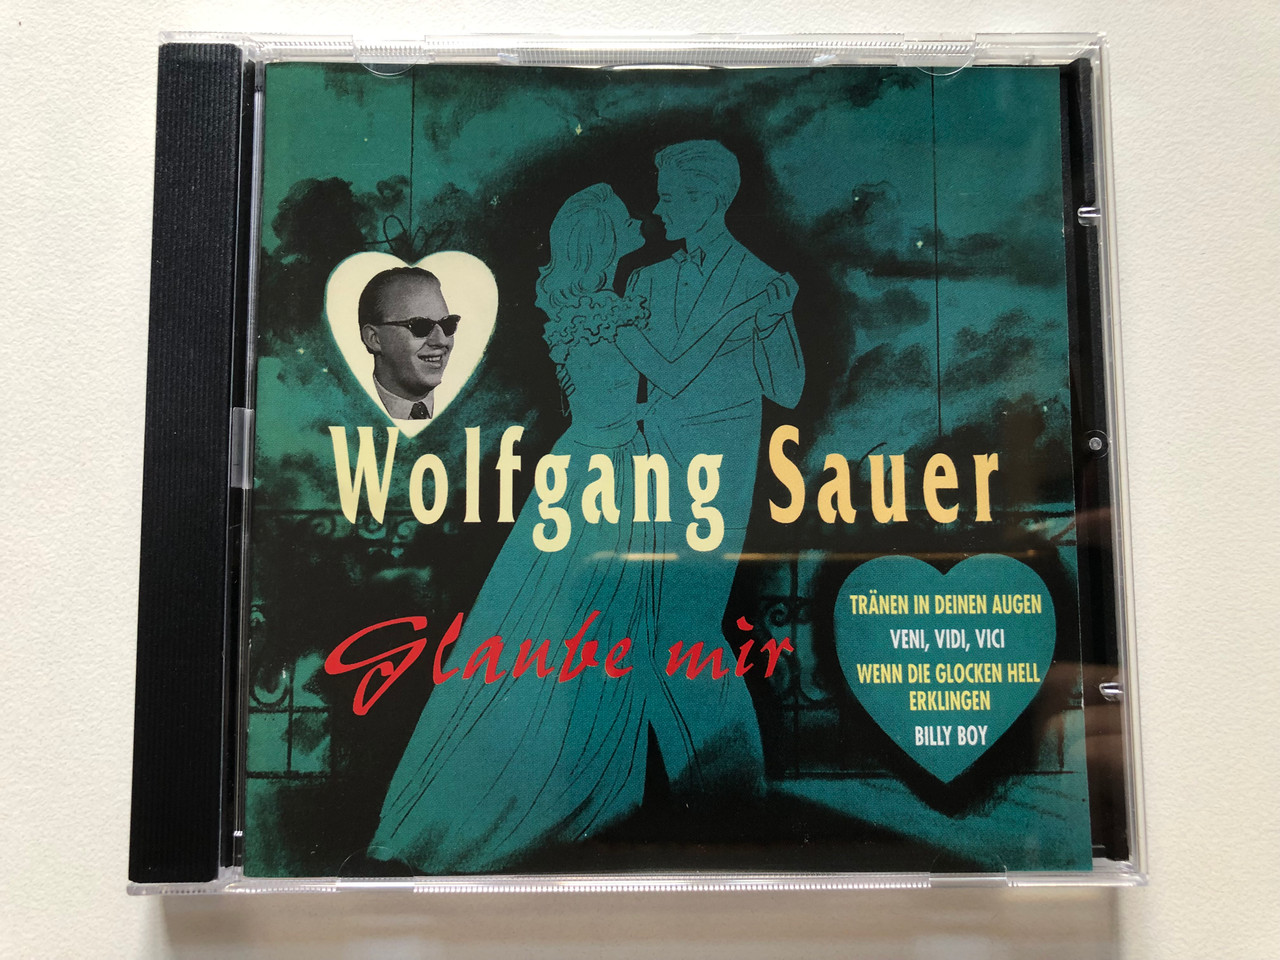 Wolfgang Sauer
Glaube mir
TRÄNEN IN DEINEN AUGEN
VENI, VIDI, VICI
WENN DIE GLOCKEN HELL
ERKLINGEN
BILLY BOY